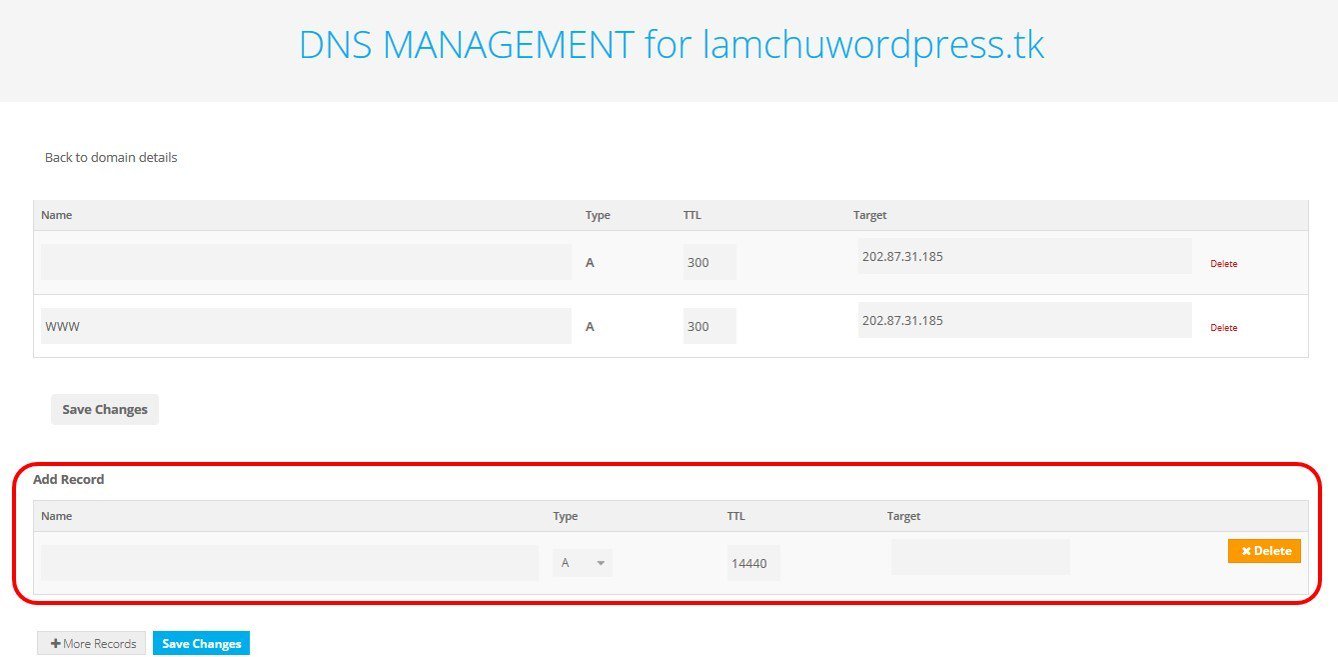 DNS MANAGEMENT for lamchuwordpress.tk
Back to domain details
Name Type TTL Target
A 300 202.87.31.185 Delete
WWW A 300 202.87.31.185 Delete
Save Changes
Add Record
Name Type TTL Target
A 14440 Delete
More Records Save Changes